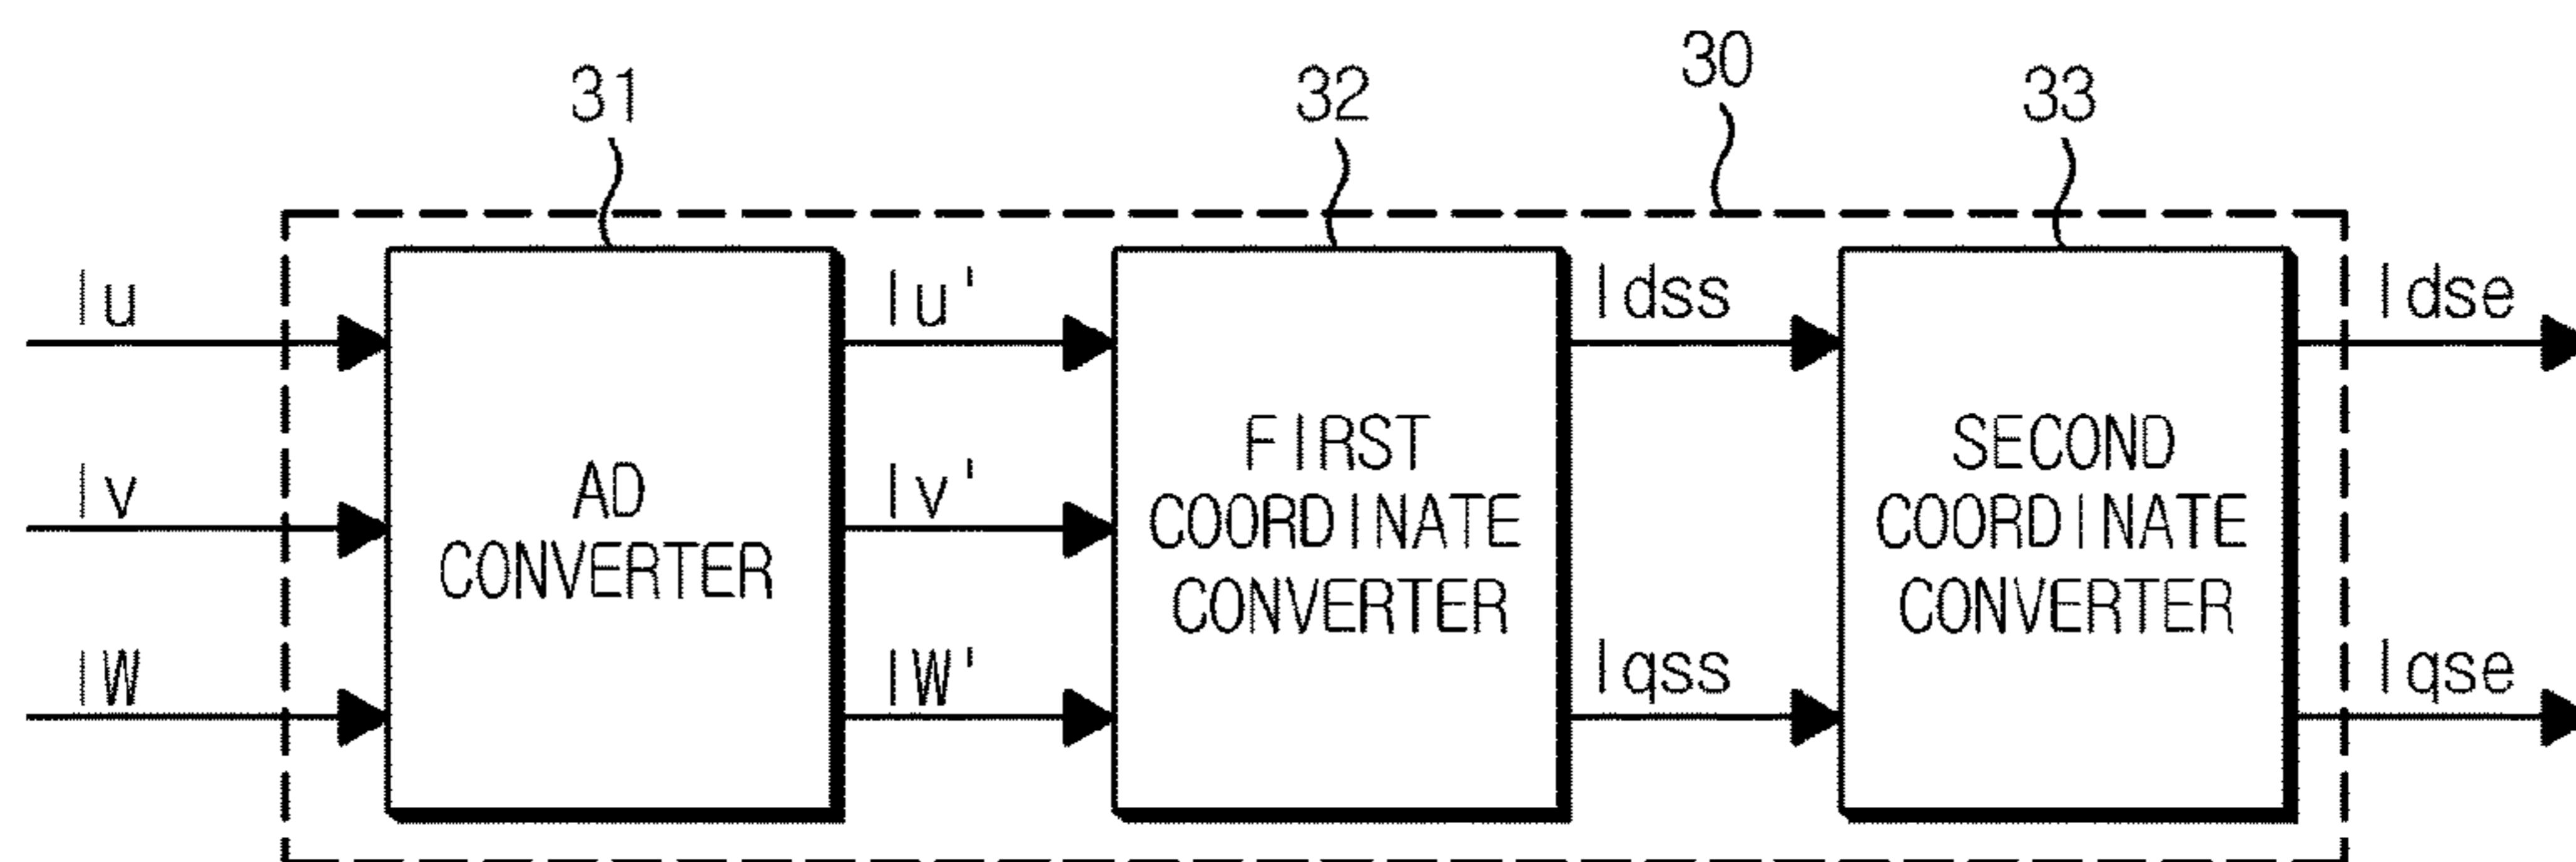 30
31
32
33
Iu
Iu'
Idss
Idse
Iv
Iv'
IW
IW'
Iqss
Iqse
AD
CONVERTER
FIRST
COORDINATE
CONVERTER
SECOND
COORDINATE
CONVERTER